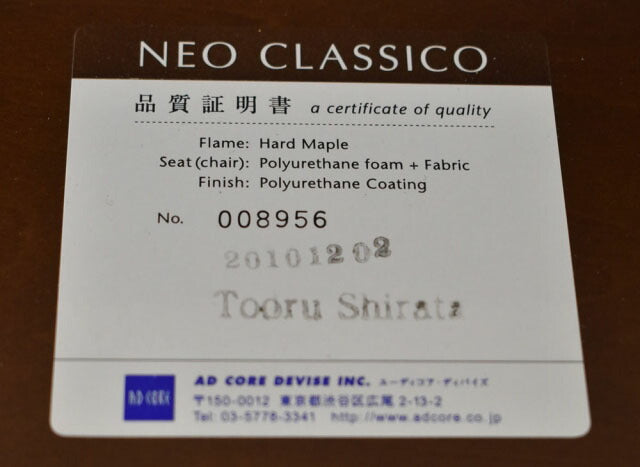 NEO CLASSICO
品質証明書 a certificate of quality
Flame: Hard Maple
Seat (chair): Polyurethane foam + Fabric
Finish: Polyurethane Coating
No. 008956
20101202
Tooru Shirata
AD CORE DEVISE INC. エーディコア・ディバイズ
AD CORE
〒150-0012 東京都渋谷区広尾 2-13-2
Tel: 03-5778-3341 http://www.adcore.co.jp